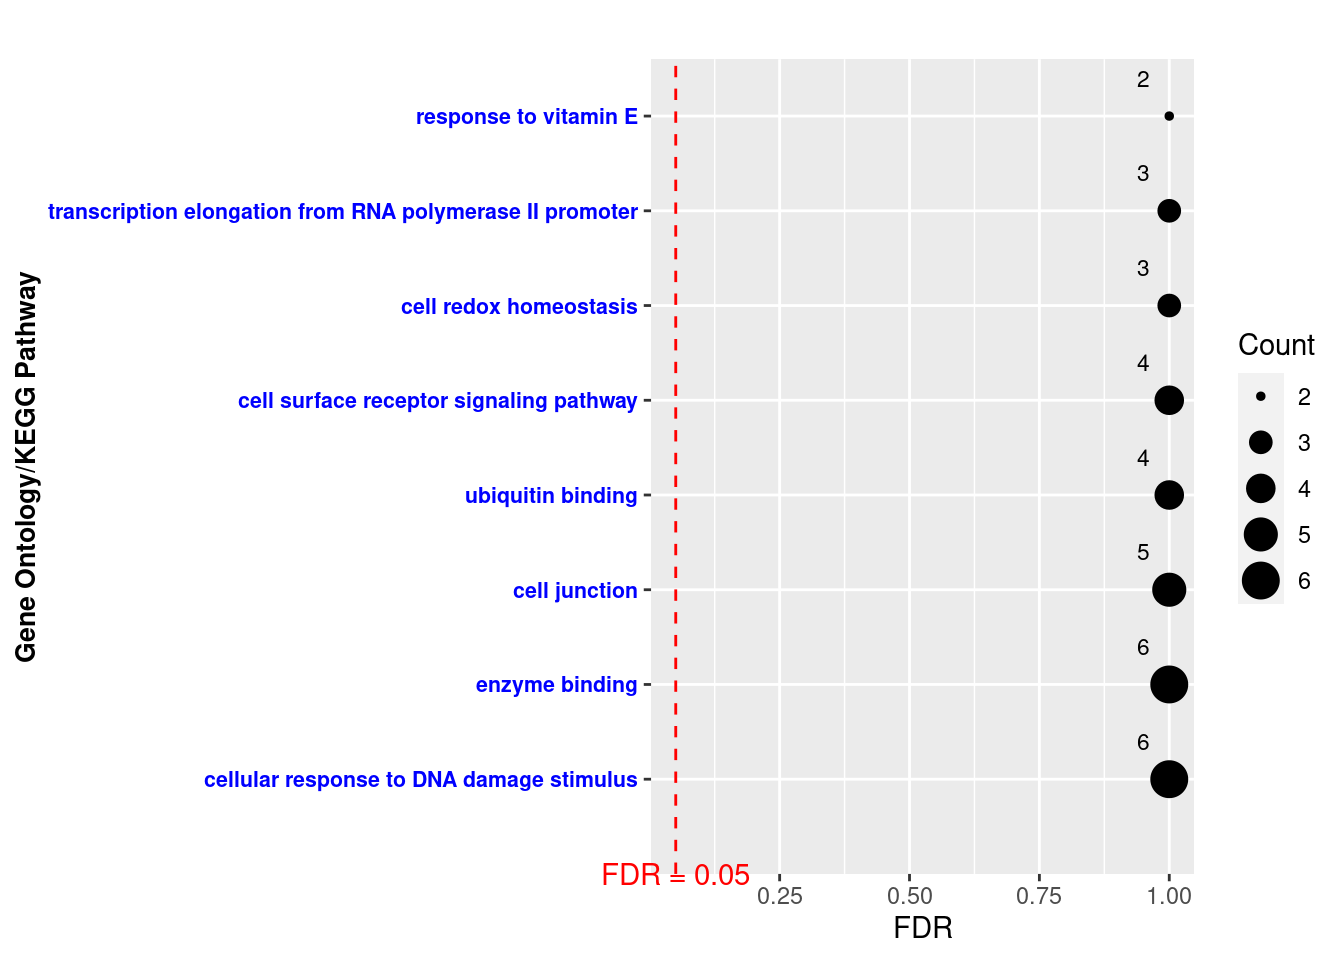 Gene Ontology/KEGG Pathway
response to vitamin E
transcription elongation from RNA polymerase II promoter
cell redox homeostasis
cell surface receptor signaling pathway
ubiquitin binding
cell junction
enzyme binding
cellular response to DNA damage stimulus
2
3
3
4
4
5
6
6
FDR = 0.05
0.25
0.50
0.75
1.00
FDR
Count
2
3
4
5
6